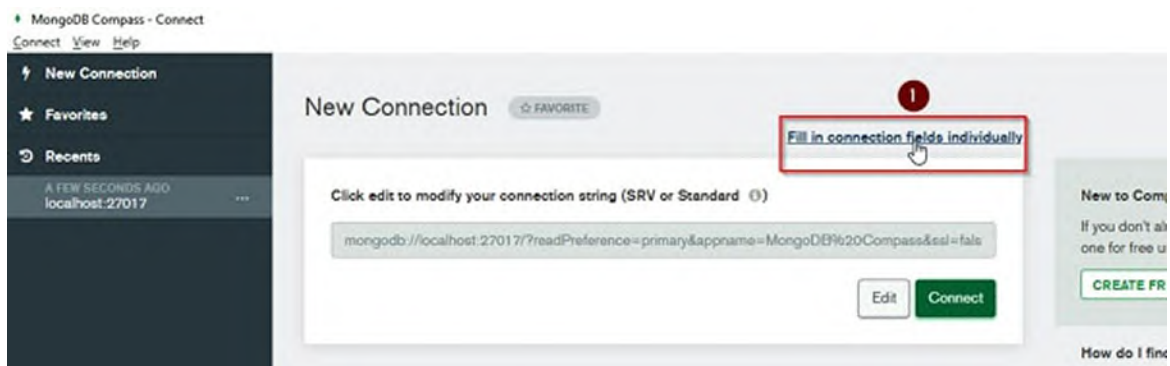 MongoDB Compass - Connect
Connect View Help
New Connection
Favorites
Recents
A FEW SECONDS AGO
localhost:27017
...
New Connection
☆ FAVORITE
1
Fill in connection fields individually
Click edit to modify your connection string (SRV or Standard ⓘ)
mongodb://localhost:27017/?readPreference=primary&appname=MongoDB%20Compass&ssl=fals
Edit
Connect
New to Com
If you don't al
one for free u
CREATE FR
How do I find